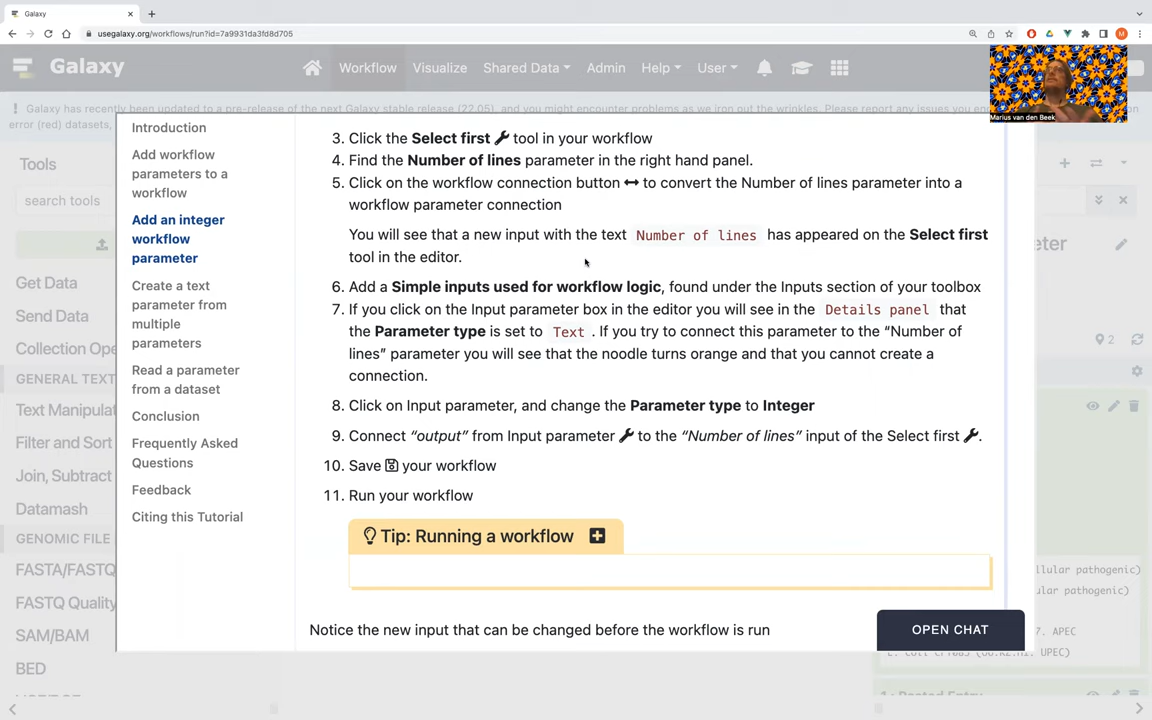 Galaxy
usegalaxy.org/workflows/run?id=7a9931da3fd8d705
Galaxy
Workflow Visualize Shared Data Admin Help User
Marius van den Beek
Galaxy has recently been updated to a pre-release of the next Galaxy stable release (22.05), and you might encounter problems as we iron out the wrinkles. Please report any issues you
error (red) datasets,
Tools
search tools
Get Data
Send Data
Collection Ope
GENERAL TEXT
Text Manipulat
Filter and Sort
Join, Subtract
Datamash
GENOMIC FILE
FASTA/FASTQ
FASTQ Quality
SAM/BAM
BED
Introduction
Add workflow
parameters to a
workflow
Add an integer
workflow
parameter
Create a text
parameter from
multiple
parameters
Read a parameter
from a dataset
Conclusion
Frequently Asked
Questions
Feedback
Citing this Tutorial
3. Click the Select first tool in your workflow
4. Find the Number of lines parameter in the right hand panel.
5. Click on the workflow connection button ↔ to convert the Number of lines parameter into a
workflow parameter connection
You will see that a new input with the text Number of lines has appeared on the Select first
tool in the editor.
6. Add a Simple inputs used for workflow logic, found under the Inputs section of your toolbox
7. If you click on the Input parameter box in the editor you will see in the Details panel that
the Parameter type is set to Text . If you try to connect this parameter to the “Number of
lines” parameter you will see that the noodle turns orange and that you cannot create a
connection.
8. Click on Input parameter, and change the Parameter type to Integer
9. Connect “output” from Input parameter to the “Number of lines” input of the Select first .
10. Save your workflow
11. Run your workflow
Tip: Running a workflow
Notice the new input that can be changed before the workflow is run
OPEN CHAT
eter
2
llular pathogenic)
ular pathogenic)
7. APEC